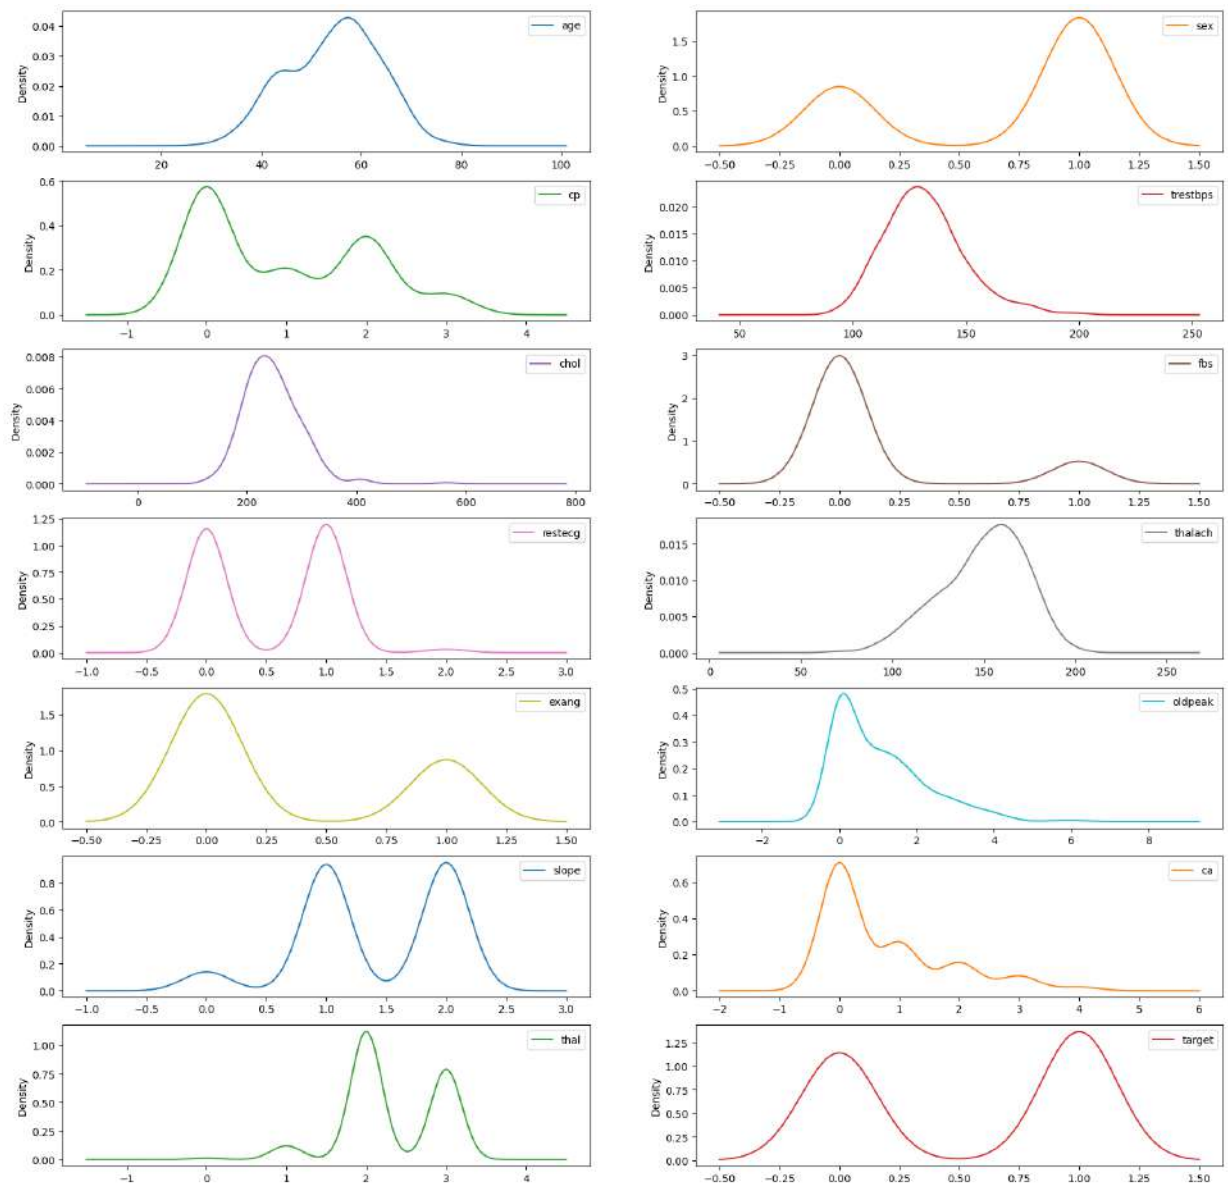 0.04
0.03
0.02
0.01
0.00
Density
age
20 40 60 80 100
1.5
1.0
0.5
0.0
Density
sex
−0.50 −0.25 0.00 0.25 0.50 0.75 1.00 1.25 1.50
0.6
0.4
0.2
0.0
Density
cp
−1 0 1 2 3 4
0.020
0.015
0.010
0.005
0.000
Density
trestbps
50 100 150 200 250
0.008
0.006
0.004
0.002
0.000
Density
chol
0 200 400 600 800
3
2
1
0
Density
fbs
−0.50 −0.25 0.00 0.25 0.50 0.75 1.00 1.25 1.50
1.25
1.00
0.75
0.50
0.25
0.00
Density
restecg
−1.0 −0.5 0.0 0.5 1.0 1.5 2.0 2.5 3.0
0.015
0.010
0.005
0.000
Density
thalach
0 50 100 150 200 250
1.5
1.0
0.5
0.0
Density
exang
−0.50 −0.25 0.00 0.25 0.50 0.75 1.00 1.25 1.50
0.5
0.4
0.3
0.2
0.1
0.0
Density
oldpeak
−2 0 2 4 6 8
0.8
0.6
0.4
0.2
0.0
Density
slope
−1.0 −0.5 0.0 0.5 1.0 1.5 2.0 2.5 3.0
0.6
0.4
0.2
0.0
Density
ca
−2 −1 0 1 2 3 4 5 6
1.00
0.75
0.50
0.25
0.00
Density
thal
−1 0 1 2 3 4
1.25
1.00
0.75
0.50
0.25
0.00
Density
target
−0.50 −0.25 0.00 0.25 0.50 0.75 1.00 1.25 1.50